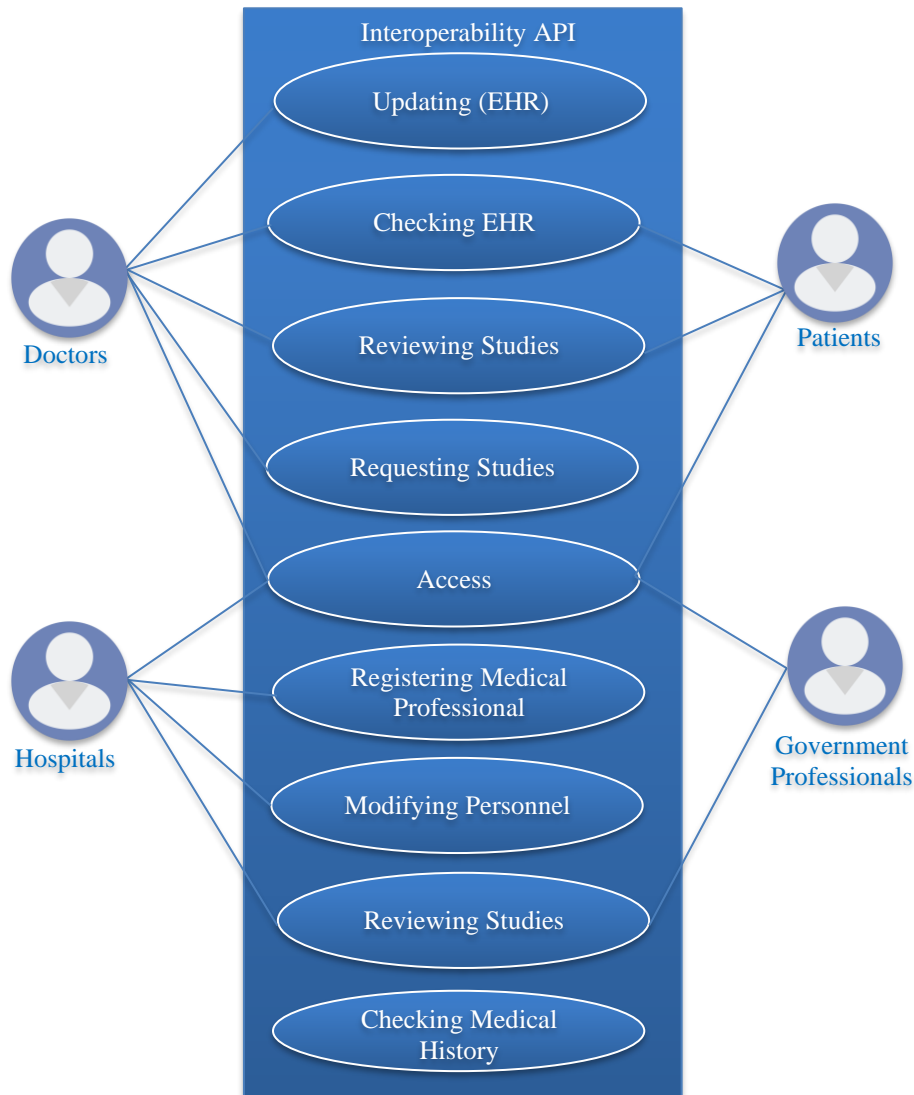 Interoperability API
Updating (EHR)
Checking EHR
Reviewing Studies
Doctors
Patients
Requesting Studies
Access
Registering Medical
Professional
Hospitals
Government
Professionals
Modifying Personnel
Reviewing Studies
Checking Medical
History